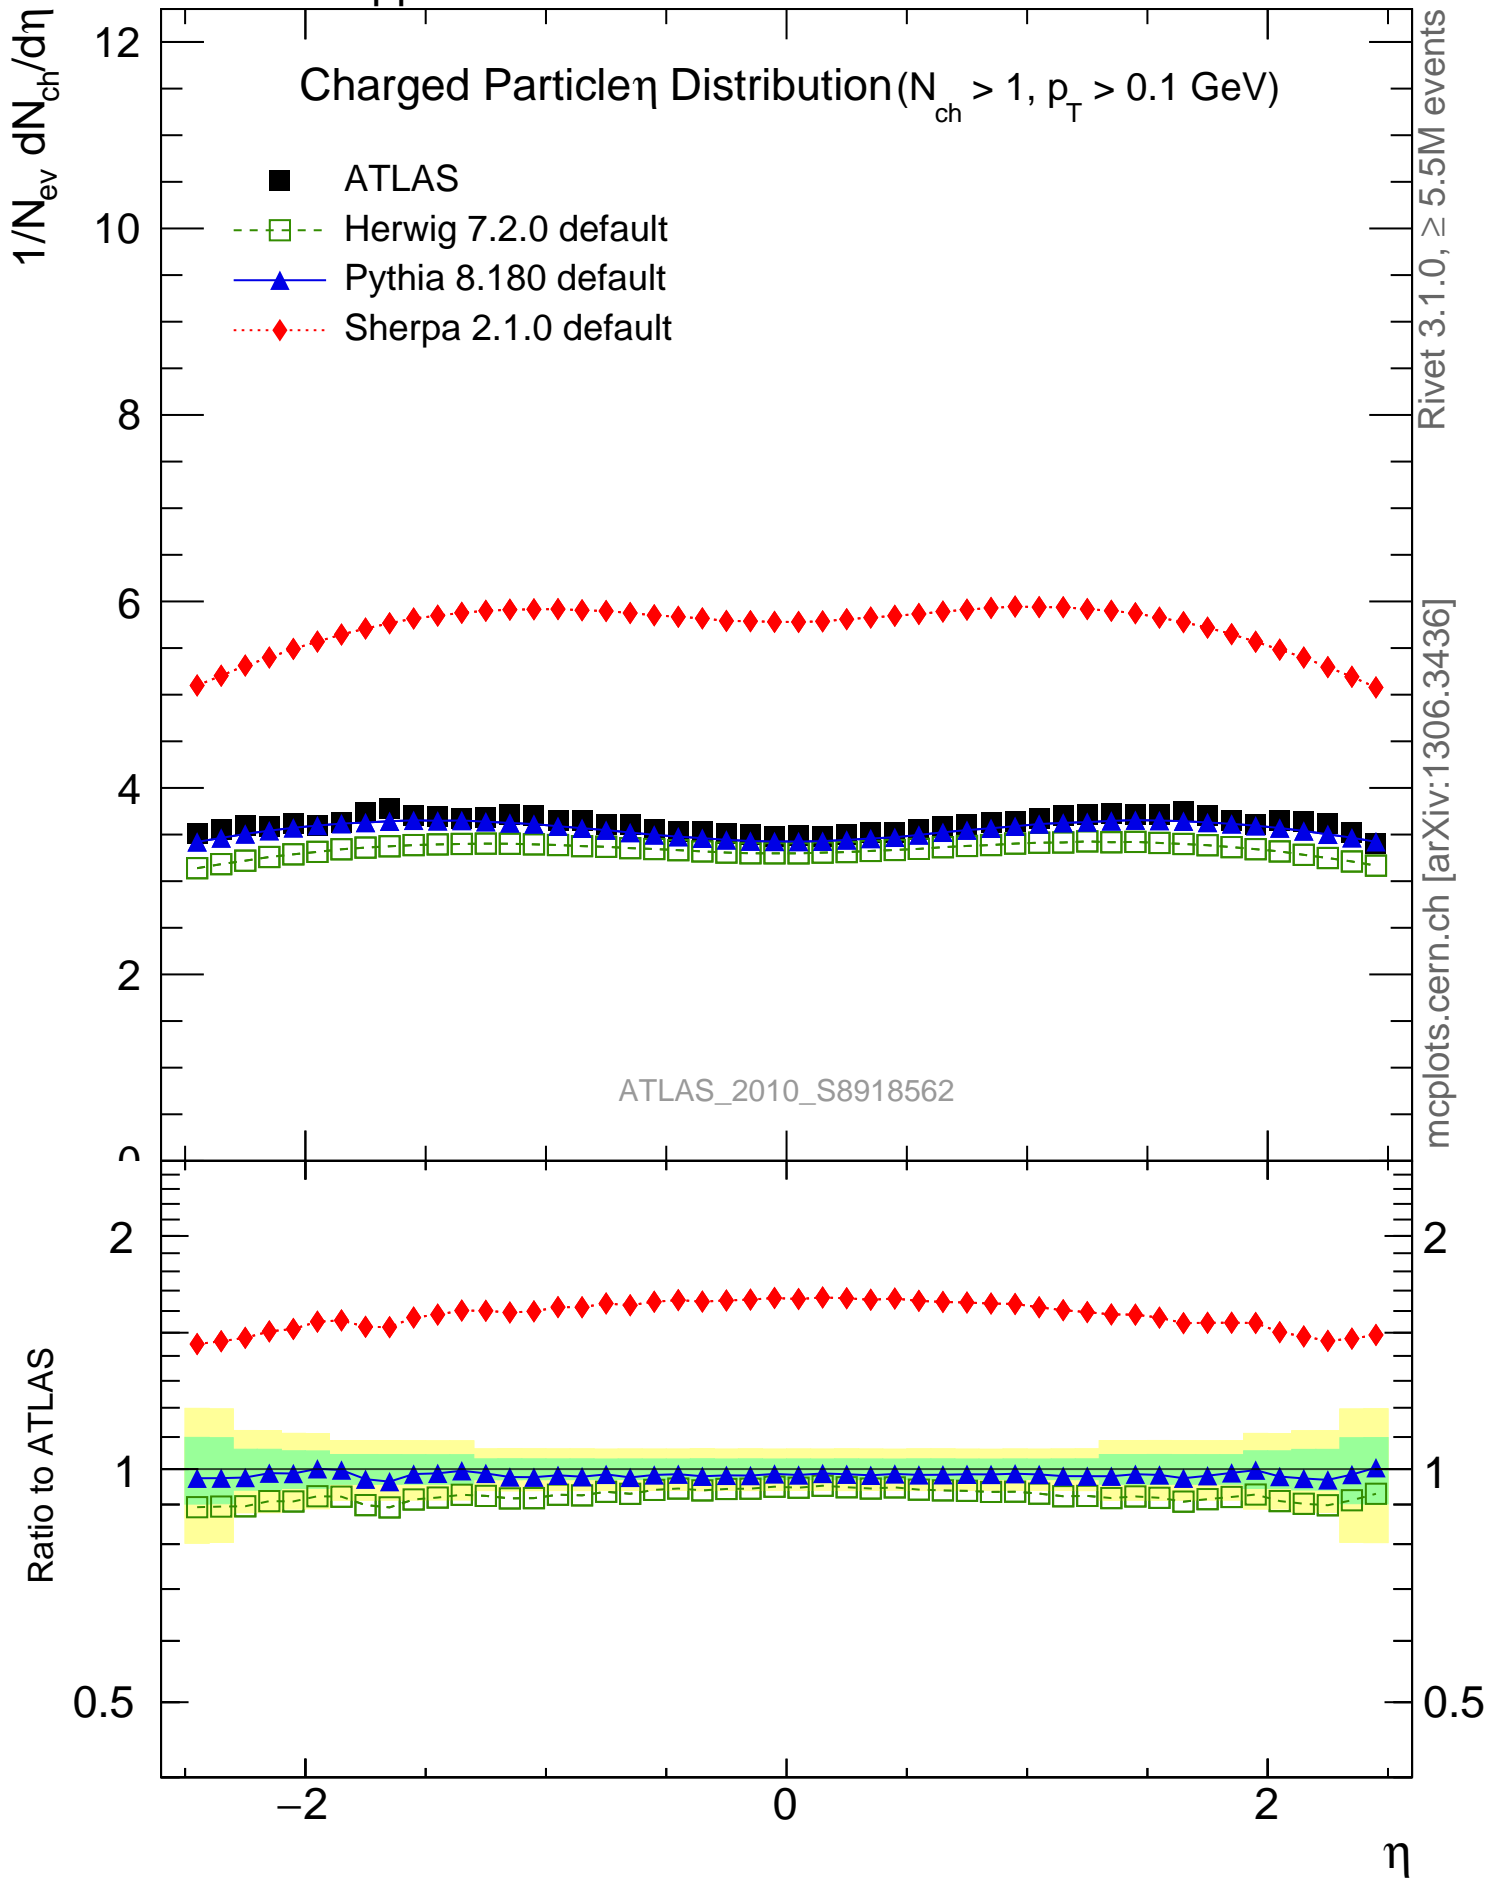 pp
1/N_ev dN_ch/dη
Charged Particleη Distribution (N_ch > 1, p_T > 0.1 GeV)
ATLAS
Herwig 7.2.0 default
Pythia 8.180 default
Sherpa 2.1.0 default
12
10
8
6
4
2
0
ATLAS_2010_S8918562
Rivet 3.1.0, ≥ 5.5M events
mcplots.cern.ch [arXiv:1306.3436]
Ratio to ATLAS
2
1
0.5
2
1
0.5
−2
0
2
η